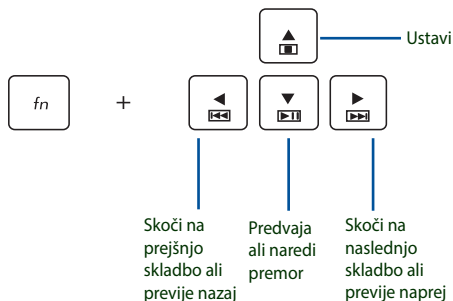 Ustavi
fn
+
Skoči na
prejšnjo
skladbo ali
previje nazaj
Predvaja
ali naredi
premor
Skoči na
naslednjo
skladbo ali
previje naprej